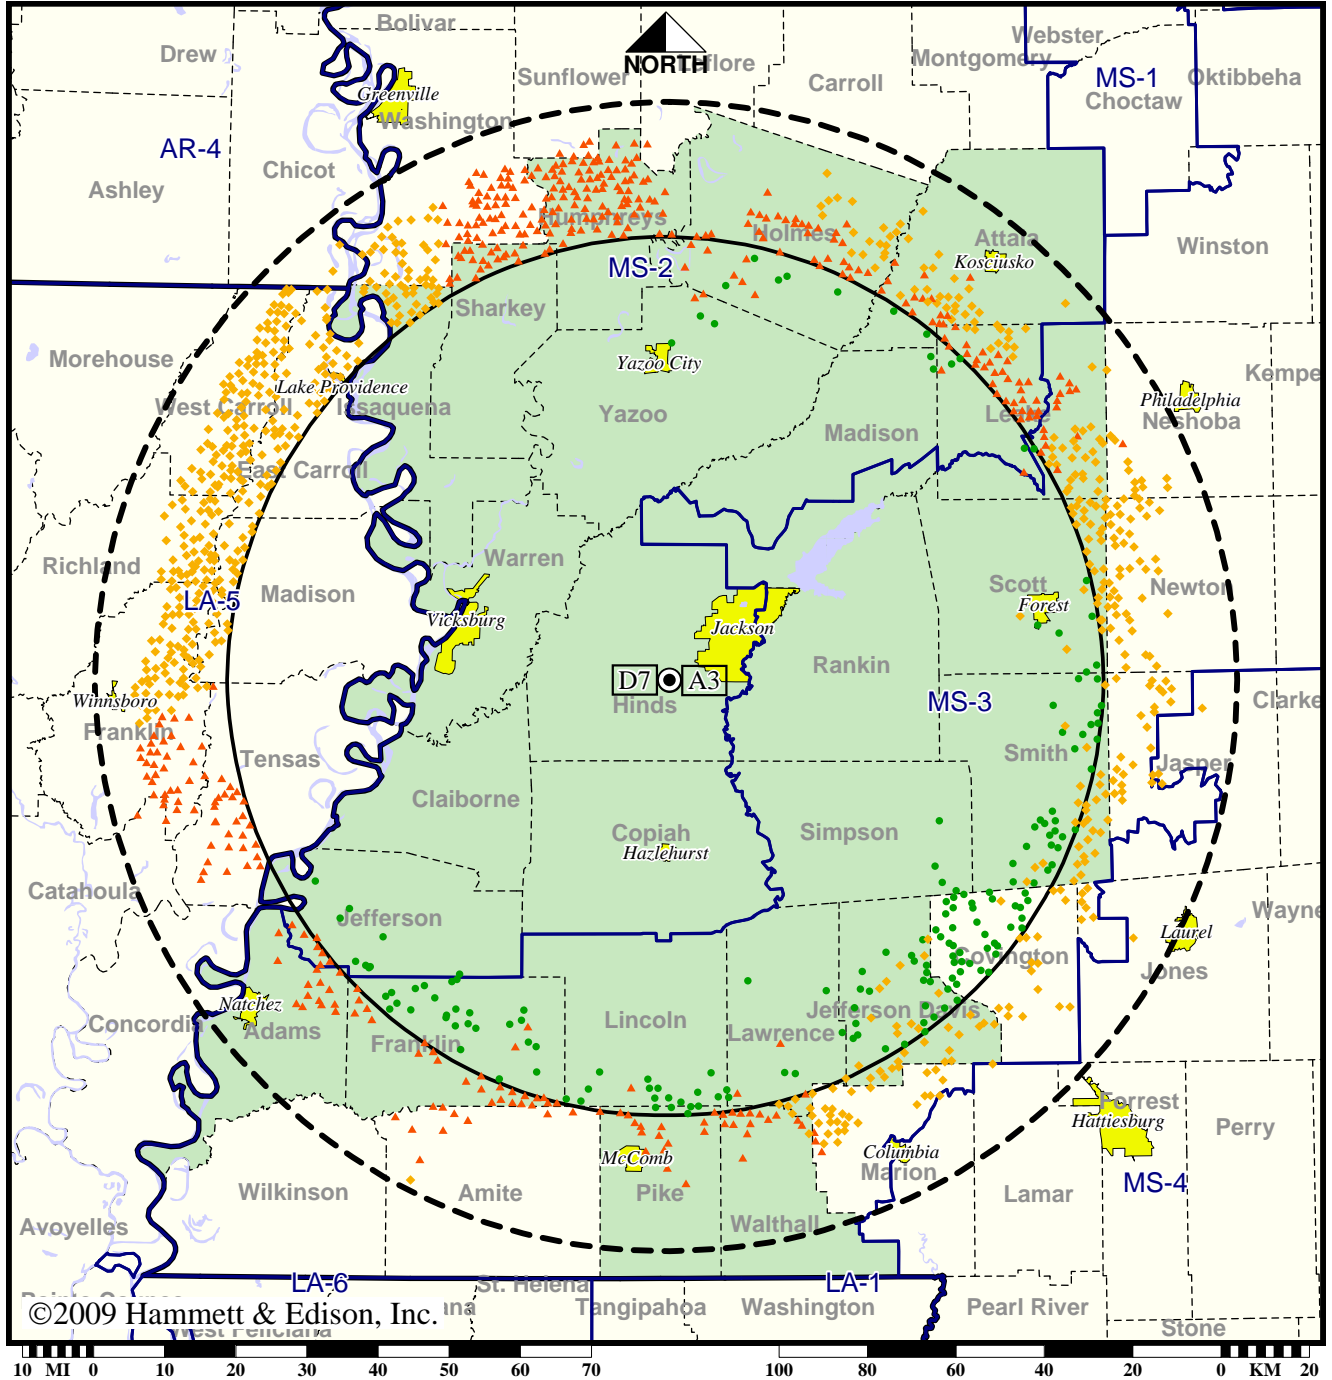 Bolivar
Webster
Drew
NORTH
Leflore
Montgomery
Sunflower
Carroll
MS-1
Oktibbeha
Greenville
Choctaw
Washington
AR-4
Chicot
Ashley
Humphreys
Holmes
Attala
Winston
Kosciusko
MS-2
Sharkey
Morehouse
Yazoo City
Kempe
Lake Providence
Philadelphia
West Carroll
Issaquena
Yazoo
Leake
Neshoba
Madison
East Carroll
Richland
Warren
Scott
Newton
Madison
LA-5
Forest
Vicksburg
Jackson
Rankin
D7
A3
Winnsboro
Hinds
MS-3
Clarke
Franklin
Tensas
Smith
Jasper
Claiborne
Copiah
Simpson
Hazlehurst
Catahoula
Jefferson
Wayne
Laurel
Covington
Jones
Natchez
Jefferson Davis
Concordia
Adams
Lincoln
Lawrence
Franklin
Forrest
Hattiesburg
Perry
McComb
Columbia
Marion
MS-4
Wilkinson
Amite
Pike
Lamar
Avoyelles
Walthall
LA-6
St. Helena
LA-1
©2009 Hammett & Edison, Inc.
ana
Tangipahoa
Washington
Pearl River
West Feliciana
Stone
10 MI 0 10 20 30 40 50 60 70
100 80 60 40 20 0 KM 20